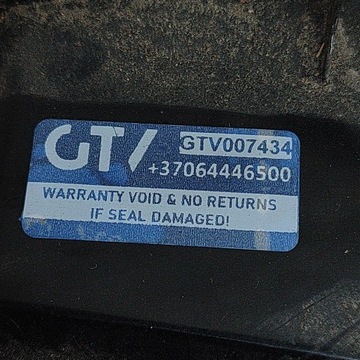 GTV GTV007434
+37064446500
WARRANTY VOID & NO RETURNS
IF SEAL DAMAGED!